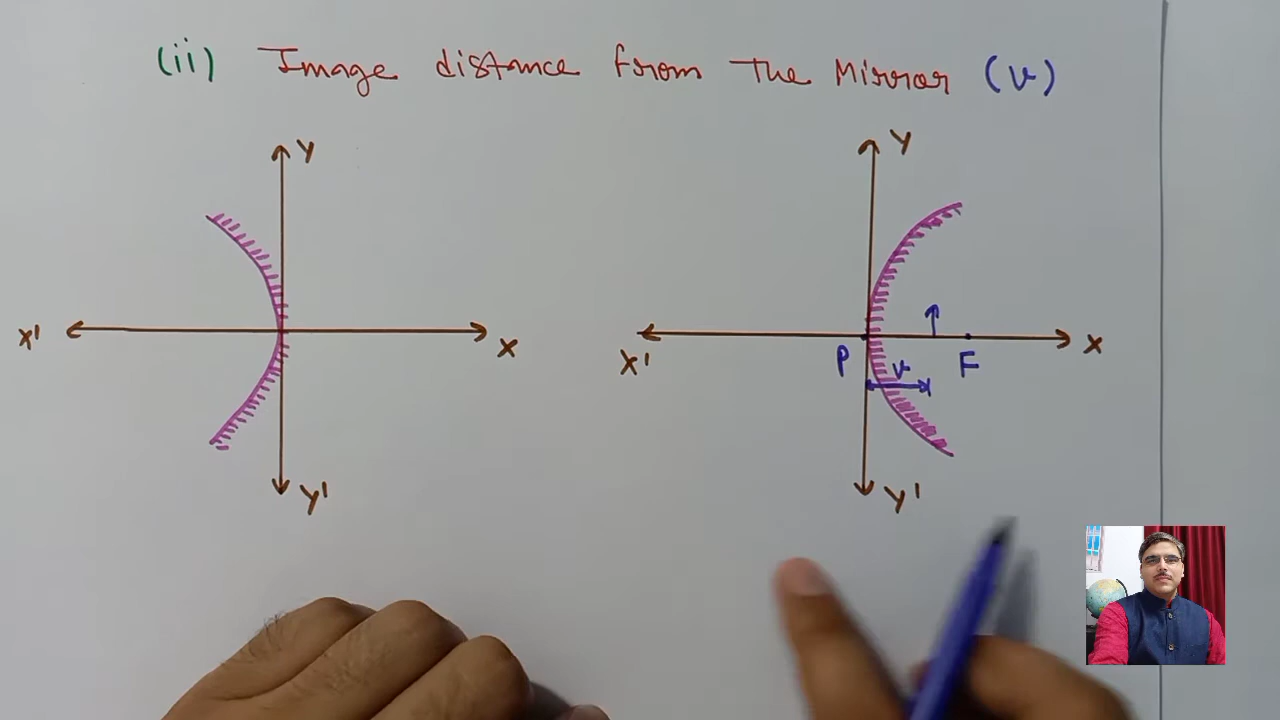 (ii) Image distance from The Mirror (v)
Y
Y
X'
X
X'
P
v
F
X
Y'
Y'